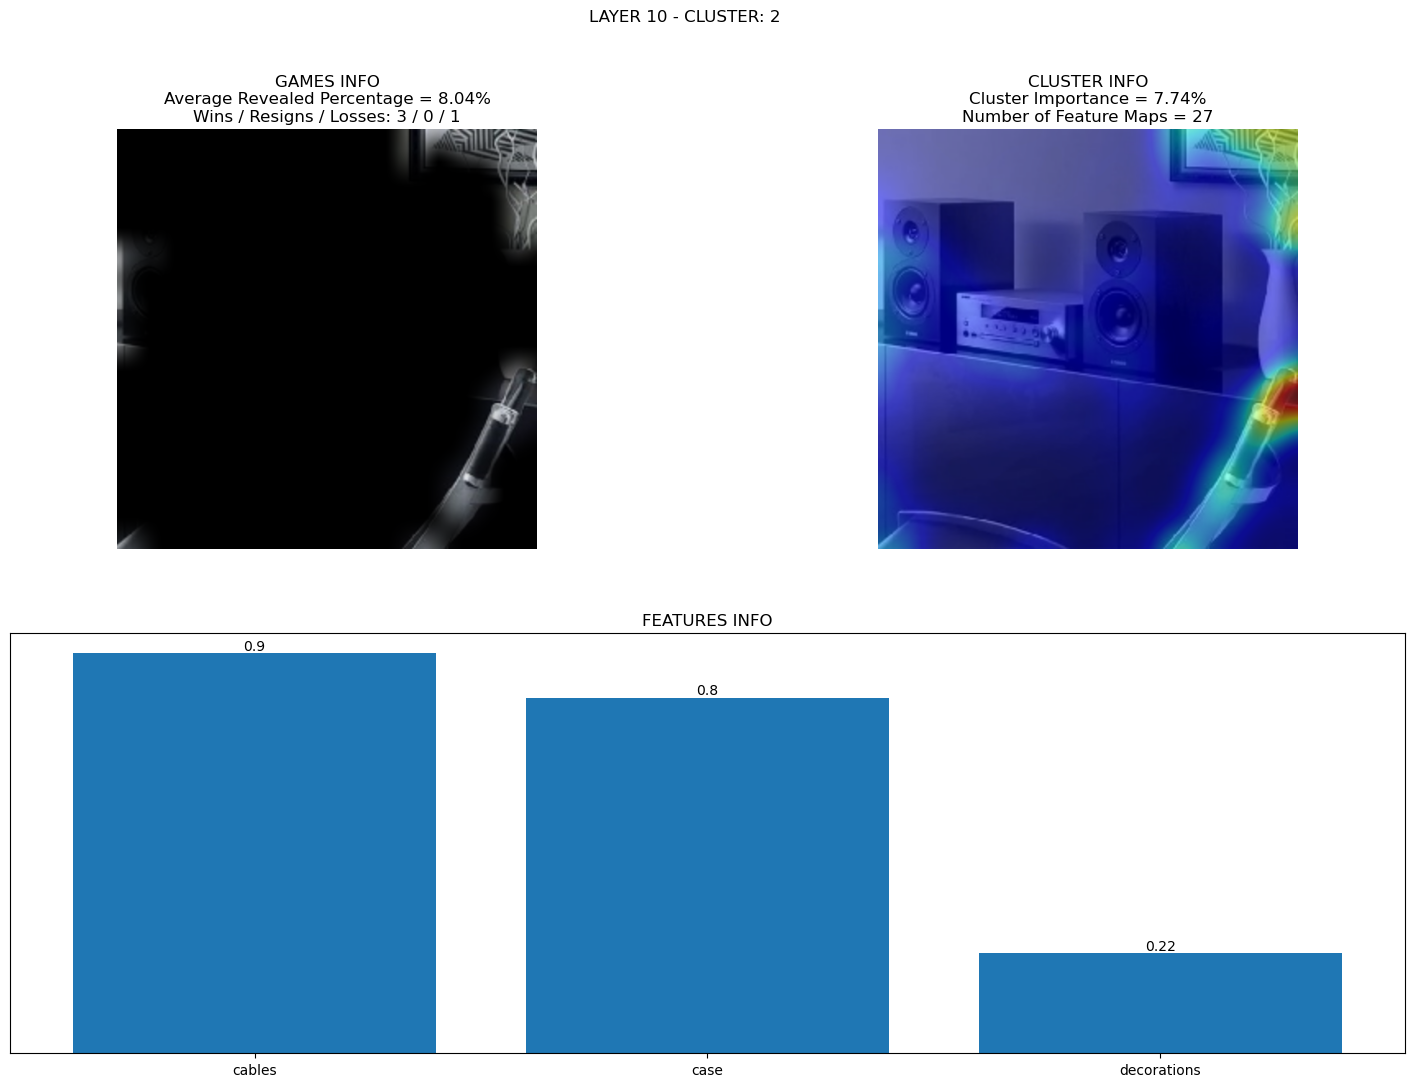 LAYER 10 - CLUSTER: 2
GAMES INFO
Average Revealed Percentage = 8.04%
Wins / Resigns / Losses: 3 / 0 / 1
CLUSTER INFO
Cluster Importance = 7.74%
Number of Feature Maps = 27
FEATURES INFO
0.9
0.8
0.22
cables
case
decorations